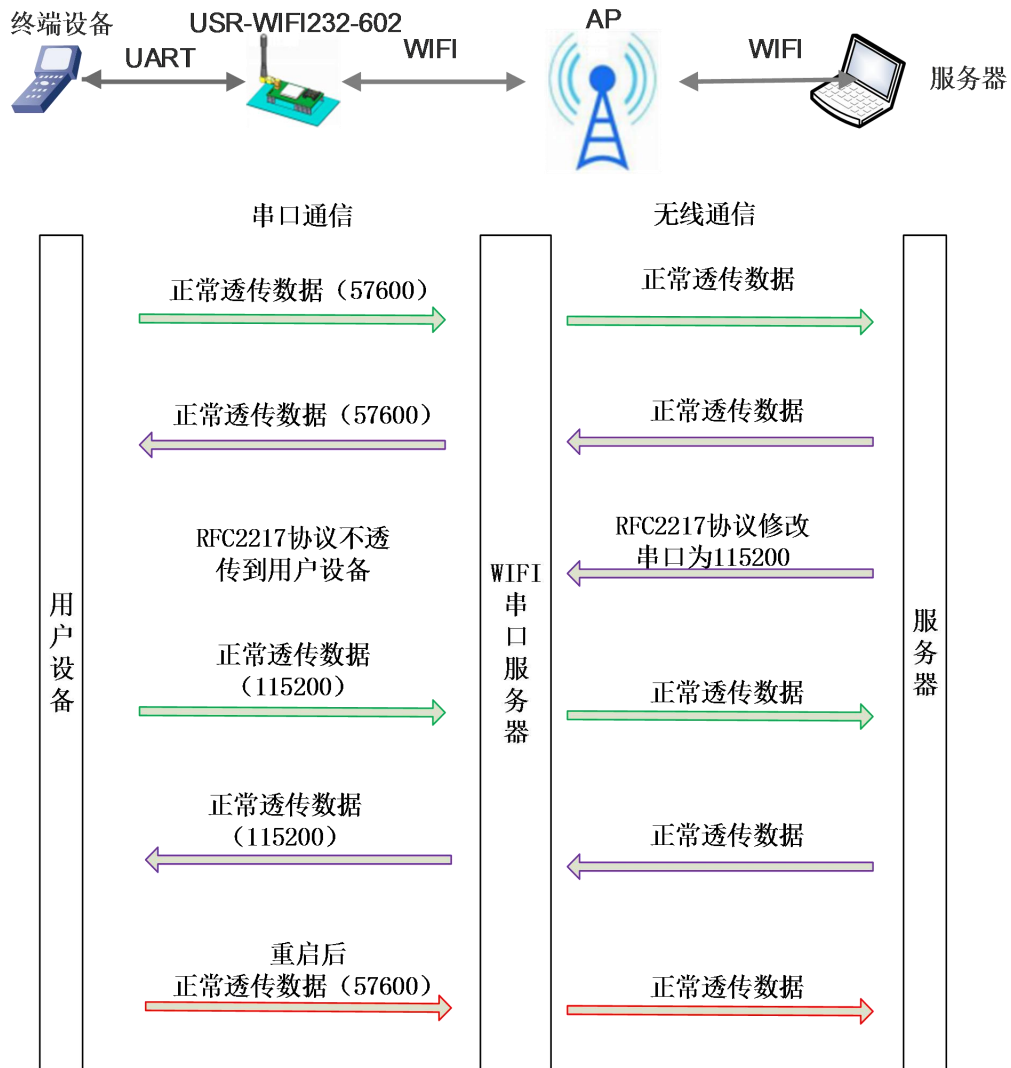 终端设备
USR-WIFI232-602
AP
UART
WIFI
WIFI
服务器
串口通信
无线通信
正常透传数据（57600）
正常透传数据
正常透传数据（57600）
正常透传数据
RFC2217协议不透
传到用户设备
RFC2217协议修改
串口为115200
用户设备
WIFI
串口服务器
服务器
正常透传数据
（115200）
正常透传数据
正常透传数据
（115200）
正常透传数据
重启后
正常透传数据（57600）
正常透传数据